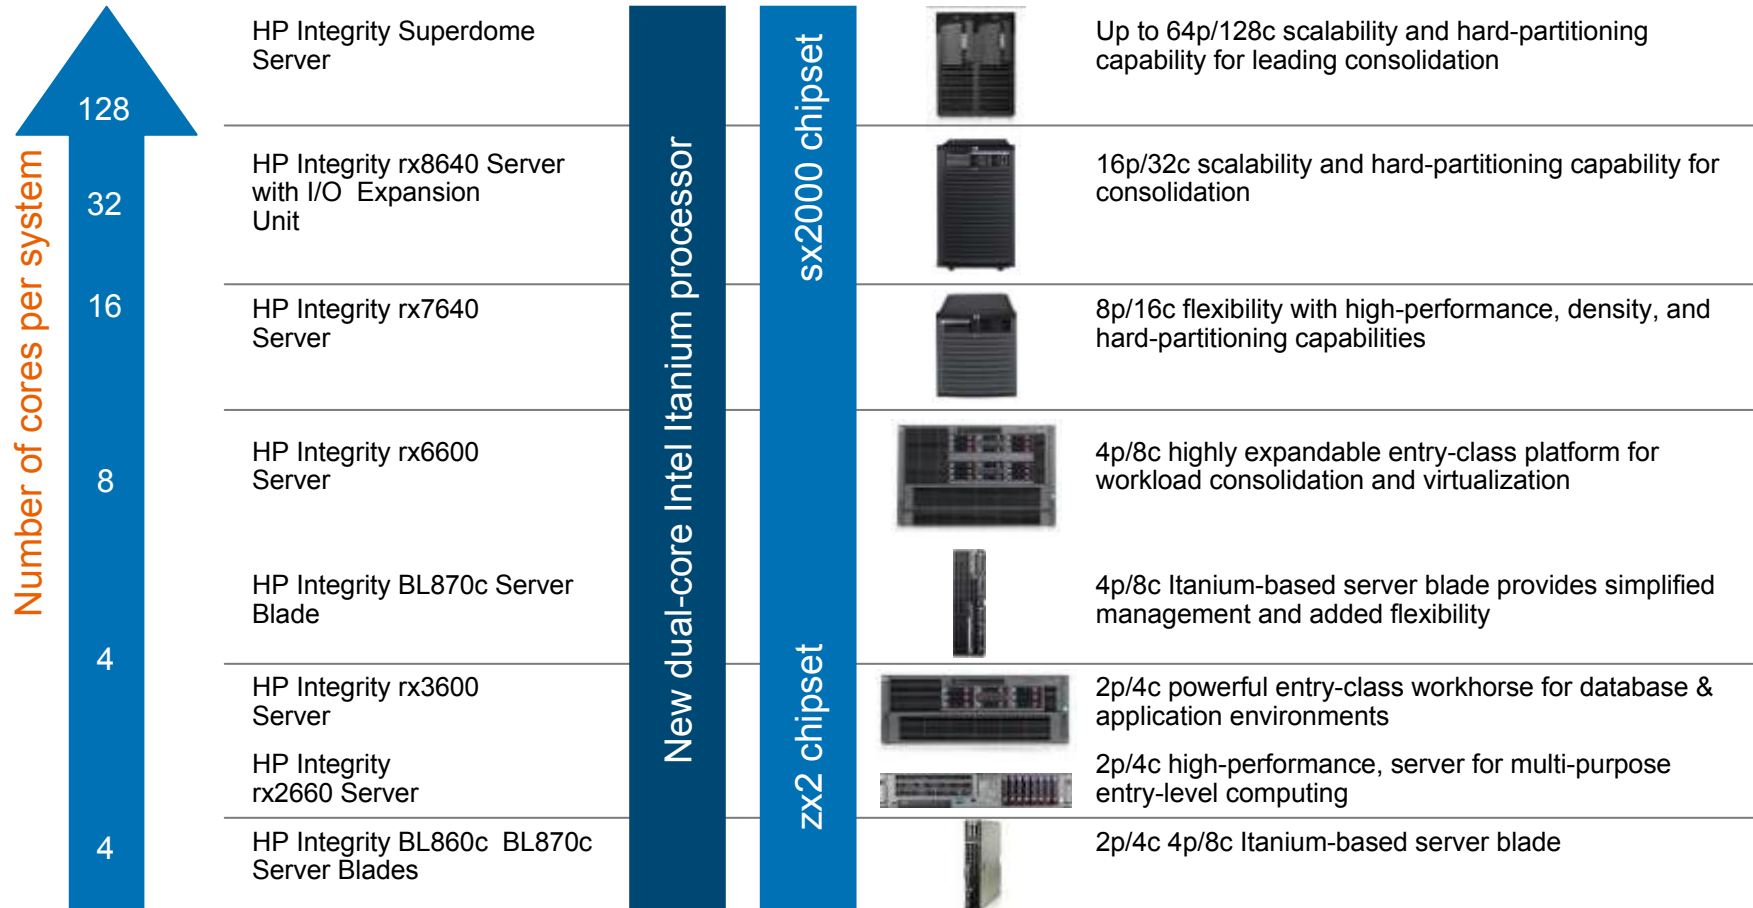 HP Integrity Superdome
Server
Up to 64p/128c scalability and hard-partitioning
capability for leading consolidation
128
HP Integrity rx8640 Server
with I/O  Expansion
Unit
16p/32c scalability and hard-partitioning capability for
consolidation
32
HP Integrity rx7640
Server
8p/16c flexibility with high-performance, density, and
hard-partitioning capabilities
16
HP Integrity rx6600
Server
4p/8c highly expandable entry-class platform for
workload consolidation and virtualization
8
HP Integrity BL870c Server
Blade
4p/8c Itanium-based server blade provides simplified
management and added flexibility
4
HP Integrity rx3600
Server
2p/4c powerful entry-class workhorse for database &
application environments
HP Integrity
rx2660 Server
2p/4c high-performance, server for multi-purpose
entry-level computing
4
HP Integrity BL860c  BL870c
Server Blades
2p/4c 4p/8c Itanium-based server blade
Number of cores per system
New dual-core Intel Itanium processor
sx2000 chipset
zx2 chipset